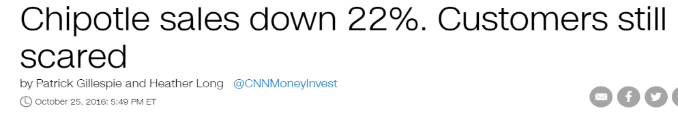 Chipotle sales down 22%. Customers still
scared
by Patrick Gillespie and Heather Long @CNNMoneyInvest
October 25, 2016: 5:49 PM ET